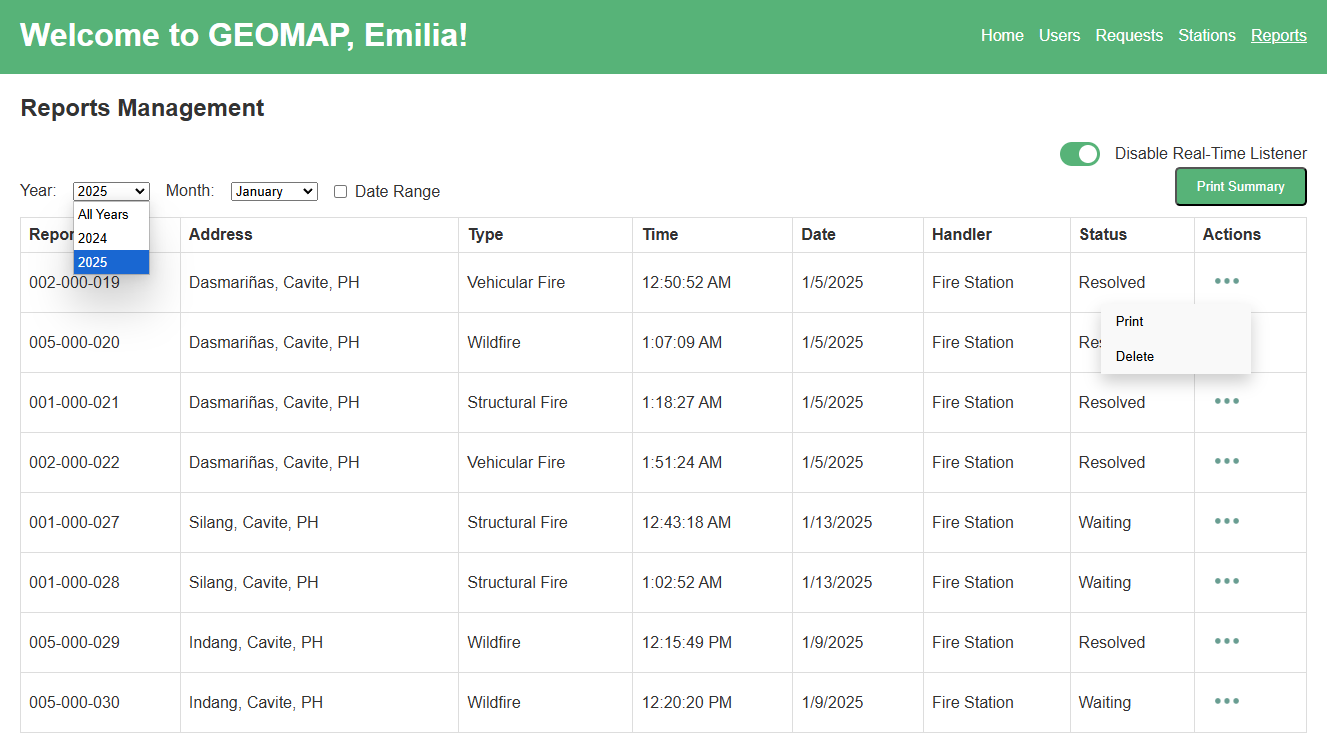 Welcome to GEOMAP, Emilia!
Home Users Requests Stations Reports
Reports Management
Disable Real-Time Listener
Year: 2025 Month: January Date Range
Print Summary
All Years
2024
2025
Address Type Time Date Handler Status Actions
002-000-019 Dasmariñas, Cavite, PH Vehicular Fire 12:50:52 AM 1/5/2025 Fire Station Resolved
Print
Delete
005-000-020 Dasmariñas, Cavite, PH Wildfire 1:07:09 AM 1/5/2025 Fire Station
001-000-021 Dasmariñas, Cavite, PH Structural Fire 1:18:27 AM 1/5/2025 Fire Station Resolved
002-000-022 Dasmariñas, Cavite, PH Vehicular Fire 1:51:24 AM 1/5/2025 Fire Station Resolved
001-000-027 Silang, Cavite, PH Structural Fire 12:43:18 AM 1/13/2025 Fire Station Waiting
001-000-028 Silang, Cavite, PH Structural Fire 1:02:52 AM 1/13/2025 Fire Station Waiting
005-000-029 Indang, Cavite, PH Wildfire 12:15:49 PM 1/9/2025 Fire Station Resolved
005-000-030 Indang, Cavite, PH Wildfire 12:20:20 PM 1/9/2025 Fire Station Waiting